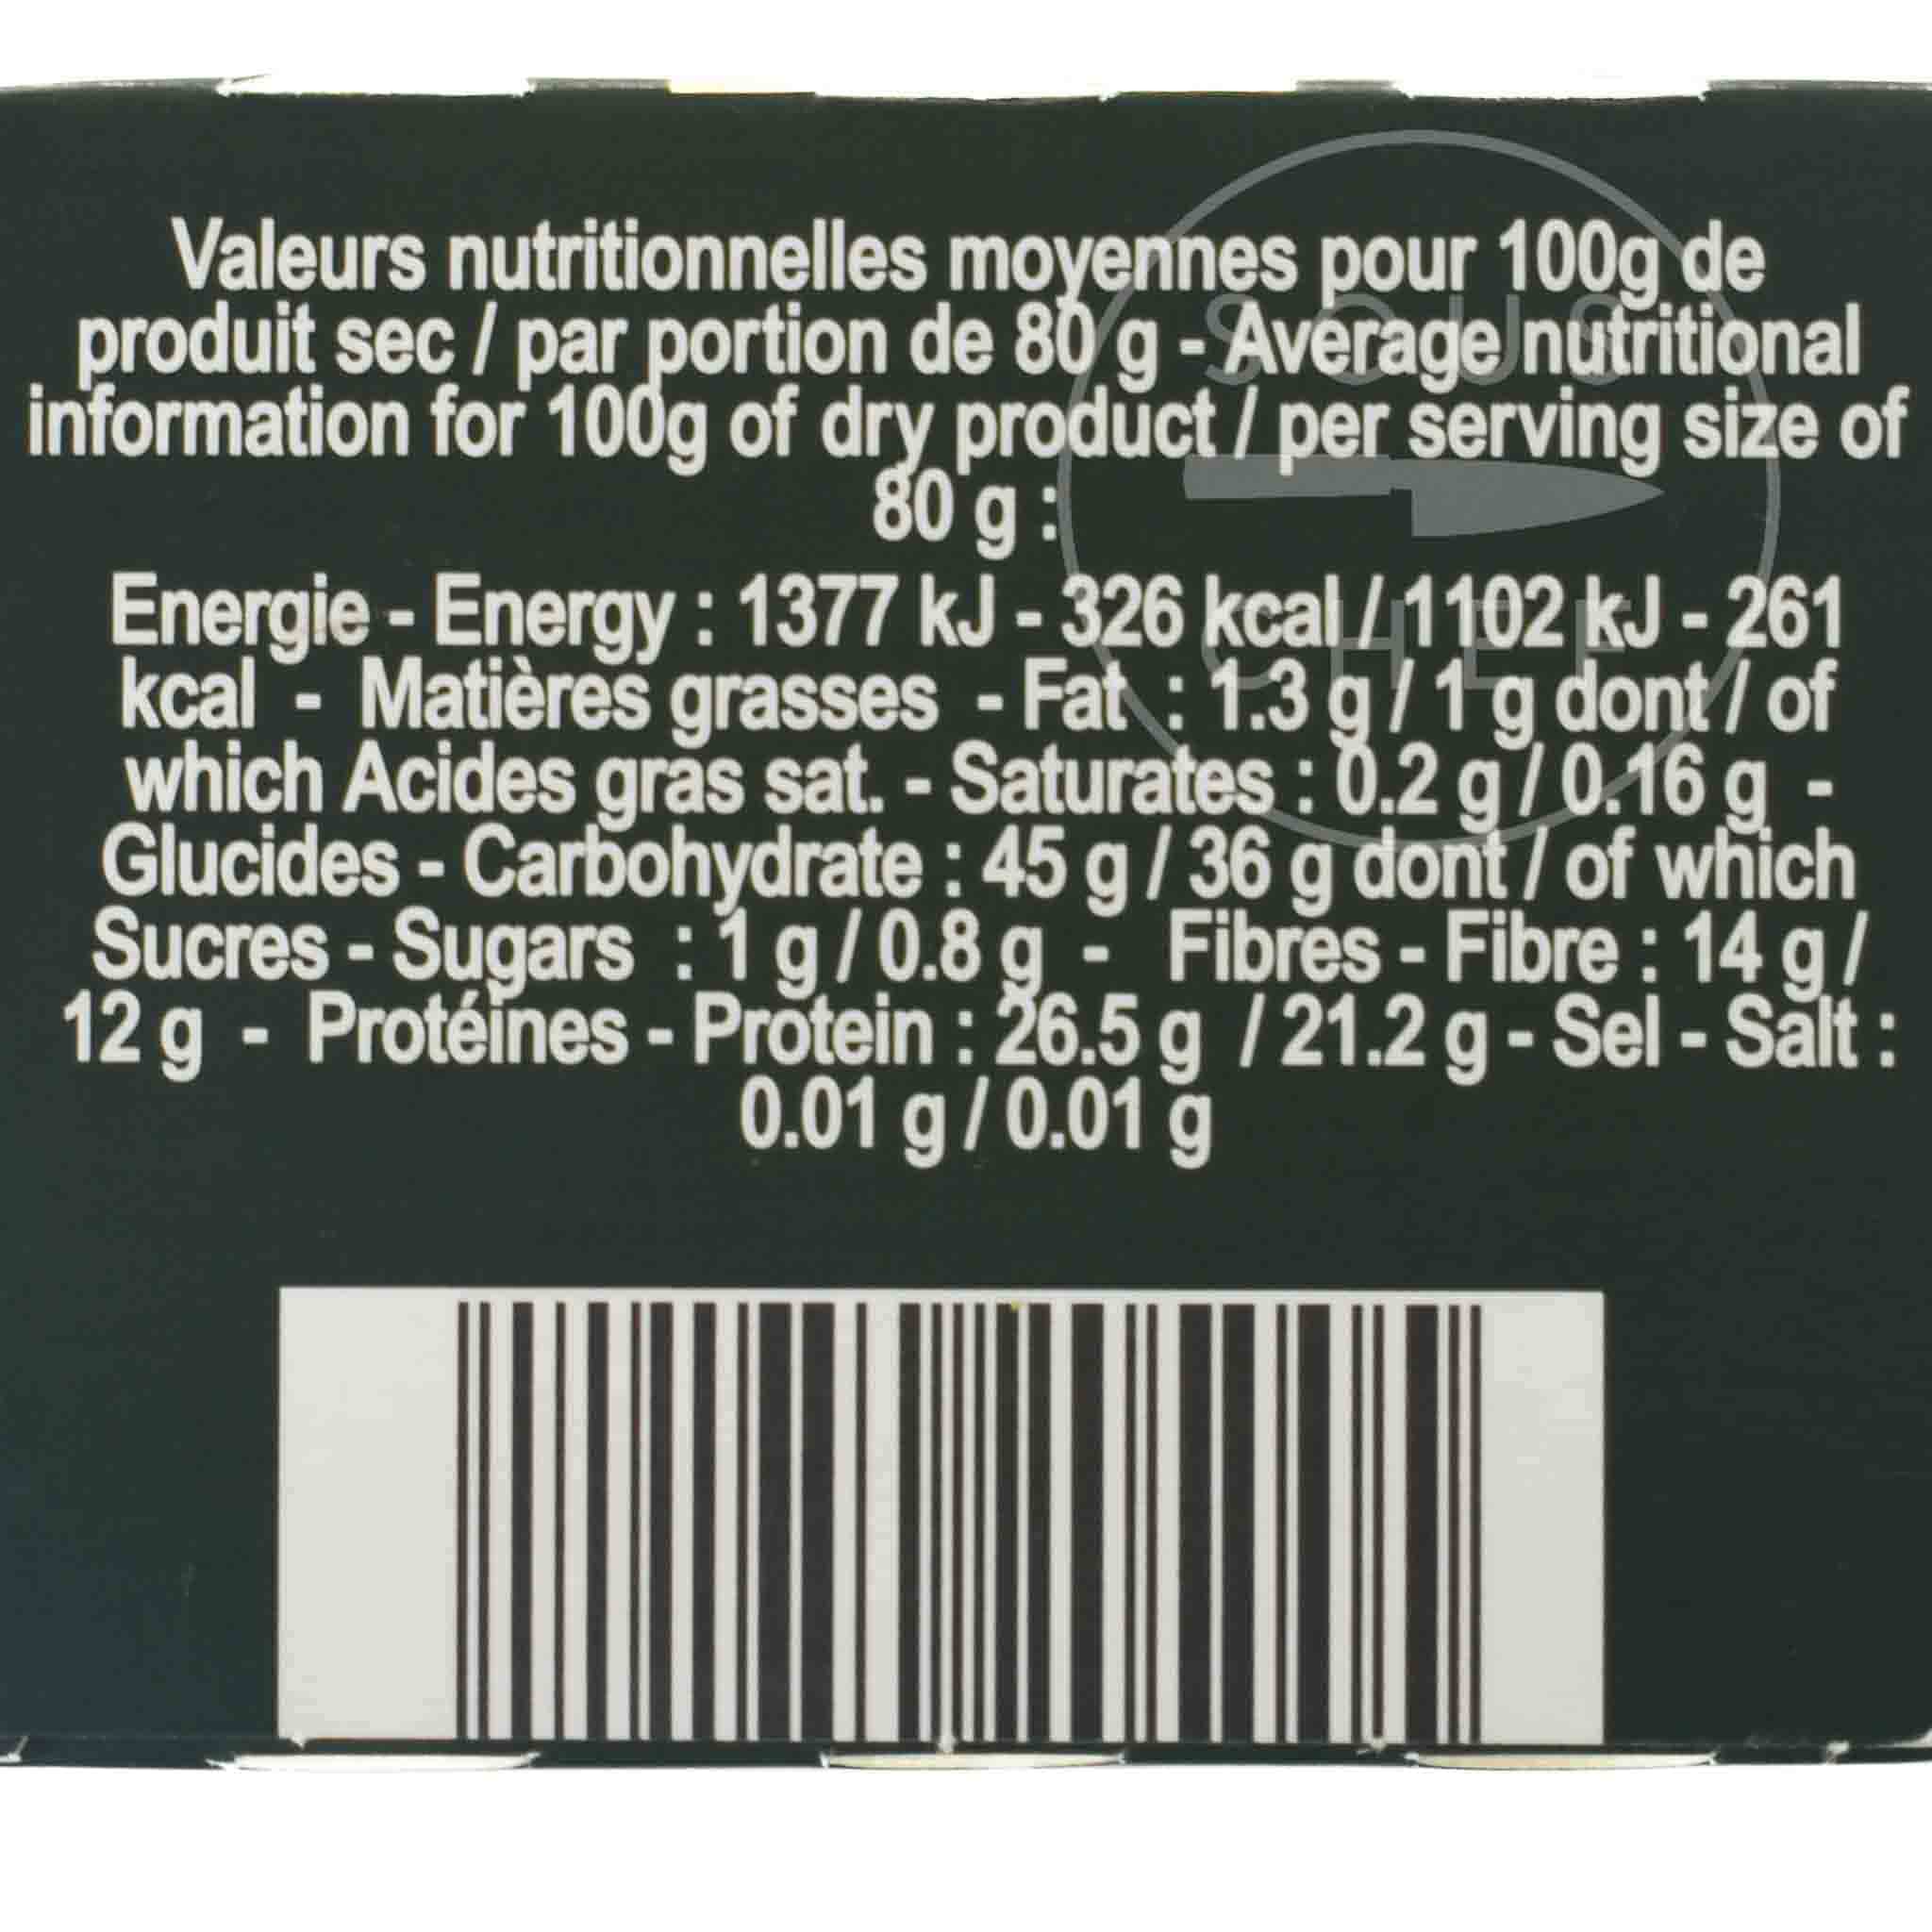 Valeurs nutritionnelles moyennes pour 100g de
produit sec / par portion de 80 g - Average nutritional
information for 100g of dry product / per serving size of
80 g :
Energie - Energy : 1377 kJ - 326 kcal / 1102 kJ - 261
kcal - Matières grasses - Fat : 1.3 g / 1 g dont / of
which Acides gras sat. - Saturates : 0.2 g / 0.16 g -
Glucides - Carbohydrate : 45 g / 36 g dont / of which
Sucres - Sugars : 1 g / 0.8 g - Fibres - Fibre : 14 g /
12 g - Protéines - Protein : 26.5 g / 21.2 g - Sel - Salt :
0.01 g / 0.01 g
SOUS
CHEF